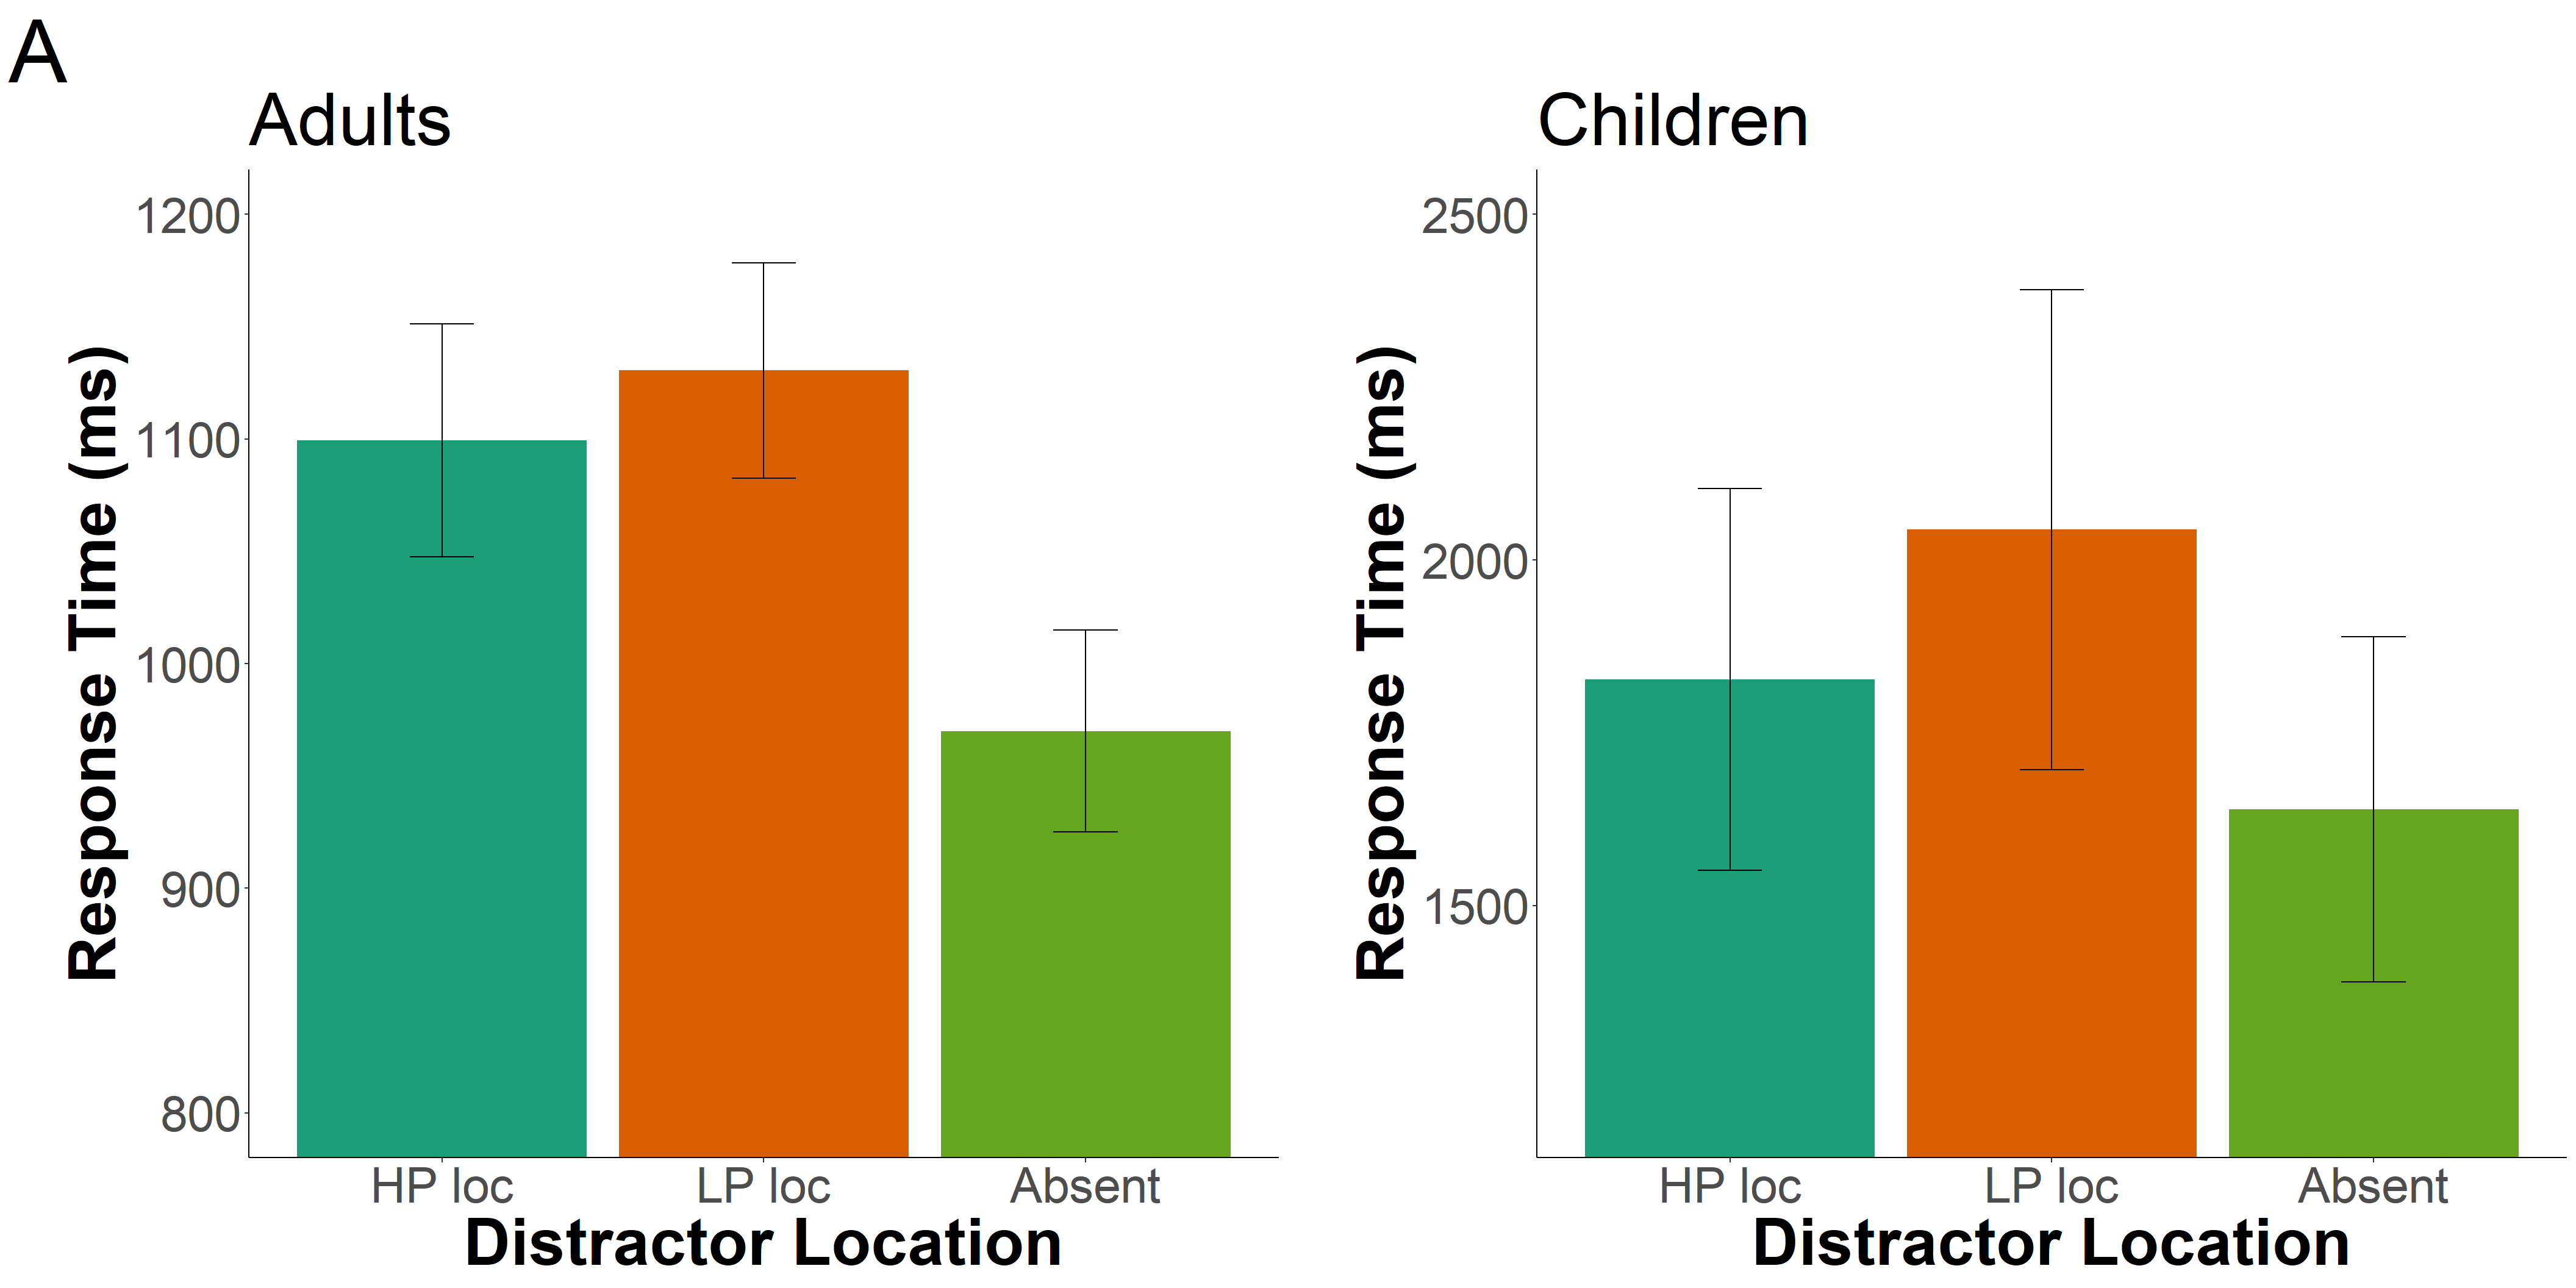 A
Adults
1200
1100
1000
900
800
Response Time (ms)
HP loc LP loc Absent
Distractor Location
Children
2500
2000
1500
Response Time (ms)
HP loc LP loc Absent
Distractor Location